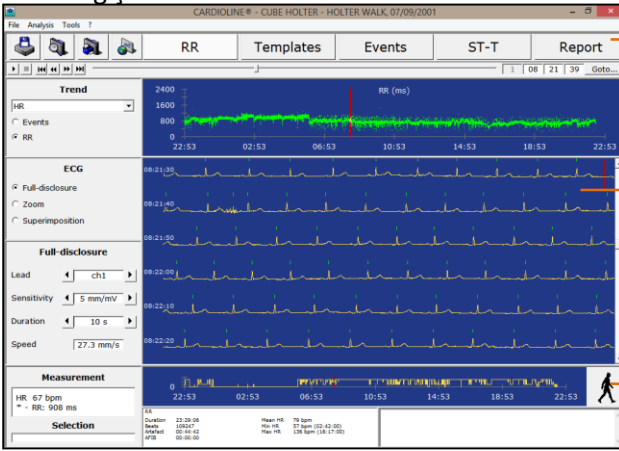 CARDIOLINE® - CUBE HOLTER - HOLTER WALK, 07/09/2001
File Analysis Tools ?
RR Templates Events ST-T Report
1 08 21 39 Goto...
Trend
HR
Events
RR
RR (ms)
2400
1600
800
0
22:53 02:53 06:53 10:53 14:53 18:53 22:53
ECG
Full-disclosure
Zoom
Superimposition
08:21:30
08:21:40
08:21:50
08:22:00
08:22:10
08:22:20
Full-disclosure
Lead ch1
Sensitivity 5 mm/mV
Duration 10 s
Speed 27.3 mm/s
Measurement
HR 67 bpm
* - RR: 908 ms
Selection
0
22:53 02:53 06:53 10:53 14:53 18:53 22:53
RR
Duration 23:29:06 Mean HR 79 bpm
Beats 109247 Min HR 57 bpm (02:42:00)
Artefact 00:44:42 Max HR 136 bpm (16:17:00)
AFIB 00:00:00